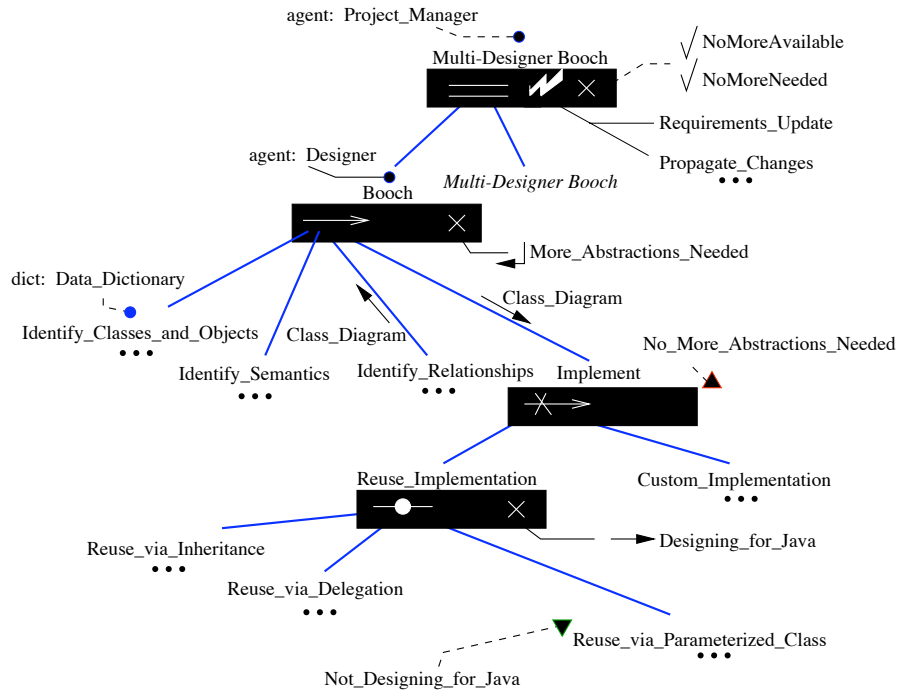 agent: Project_Manager
Multi-Designer Booch
NoMoreAvailable
NoMoreNeeded
Requirements_Update
Propagate_Changes
agent: Designer
Booch
Multi-Designer Booch
More_Abstractions_Needed
dict: Data_Dictionary
Identify_Classes_and_Objects
Class_Diagram
Class_Diagram
Identify_Semantics
Identify_Relationships
Implement
No_More_Abstractions_Needed
Reuse_Implementation
Custom_Implementation
Reuse_via_Inheritance
Designing_for_Java
Reuse_via_Delegation
Reuse_via_Parameterized_Class
Not_Designing_for_Java